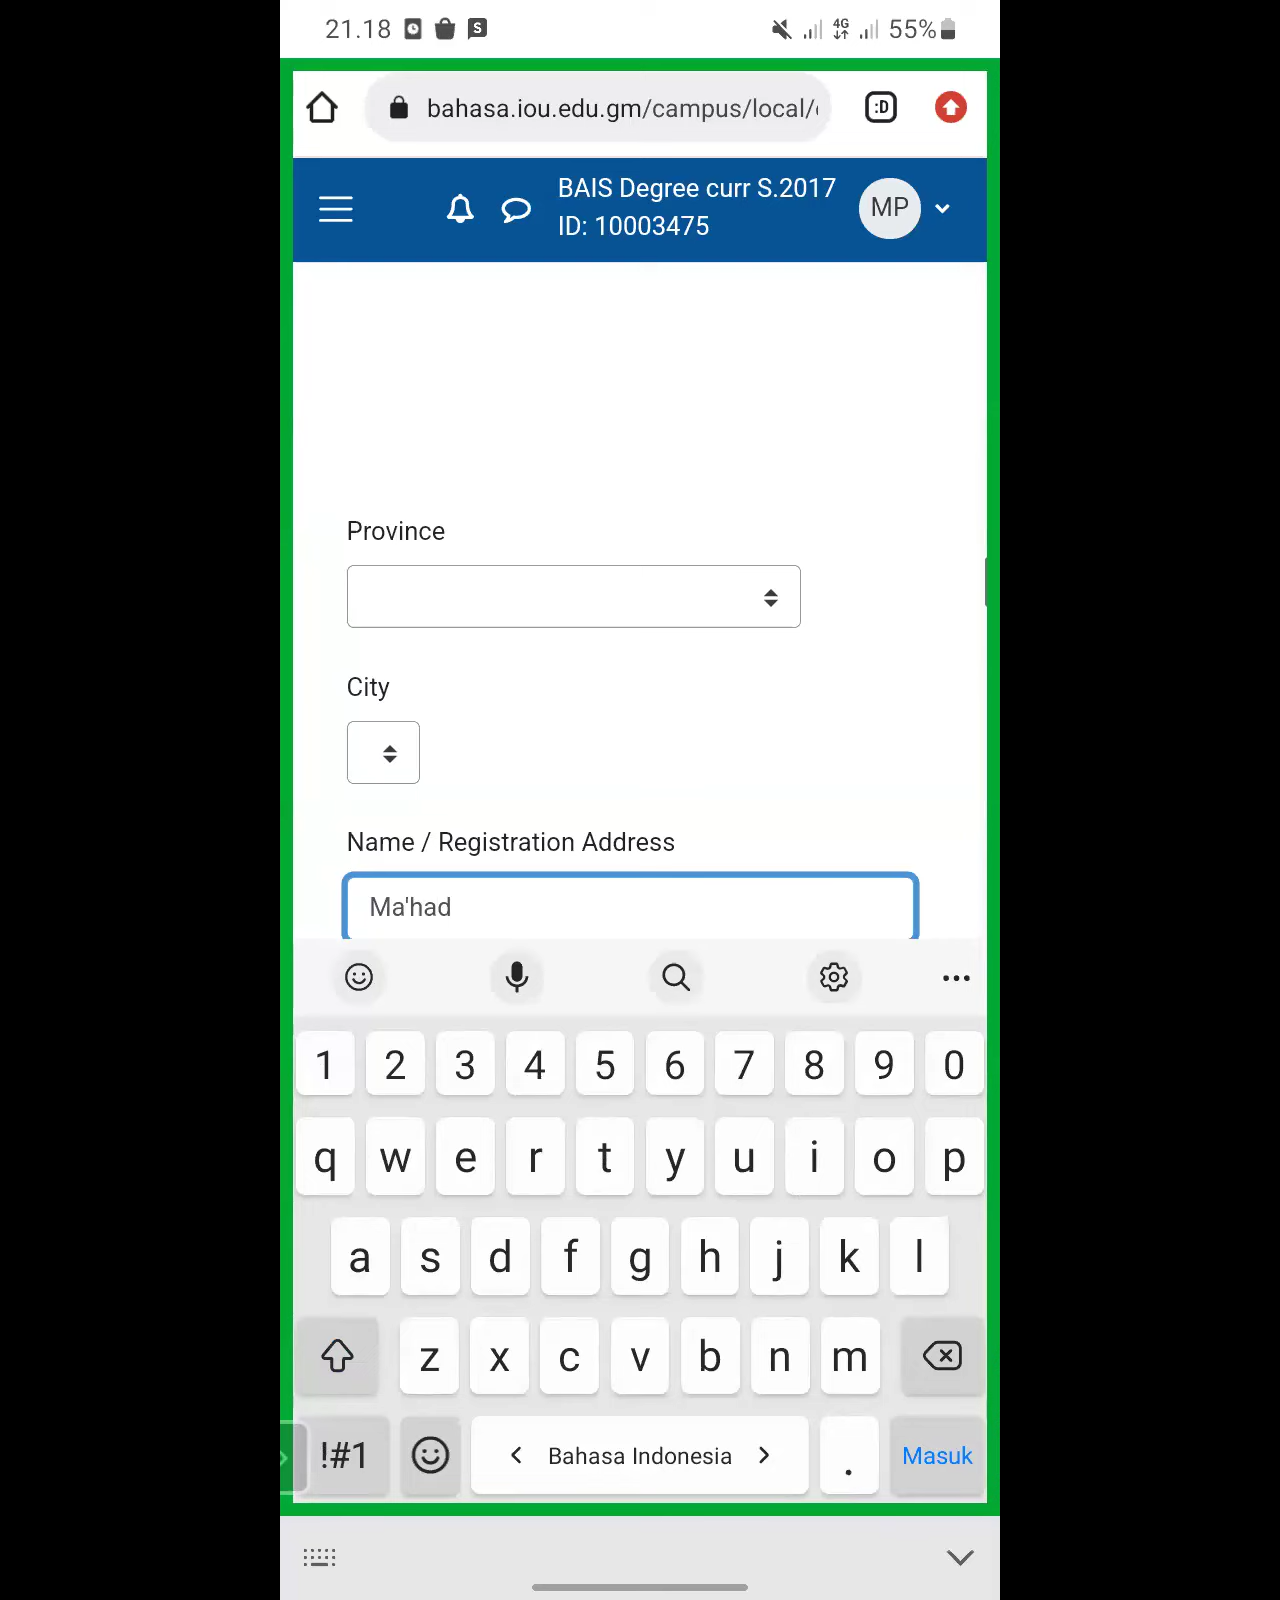 21.18
S
4G
55%
bahasa.iou.edu.gm/campus/local/
:D
BAIS Degree curr S.2017
ID: 10003475
MP
Province
City
Name / Registration Address
Ma'had
1 2 3 4 5 6 7 8 9 0
q w e r t y u i o p
a s d f g h j k l
z x c v b n m
!#1
Bahasa Indonesia
.
Masuk